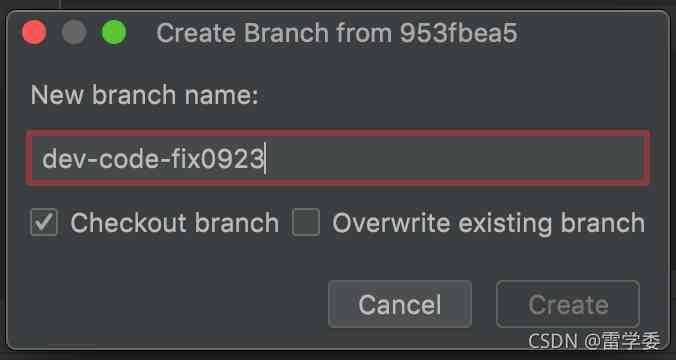 Create Branch from 953fbea5
New branch name:
dev-code-fix0923
Checkout branch Overwrite existing branch
Cancel Create
CSDN @雷学委